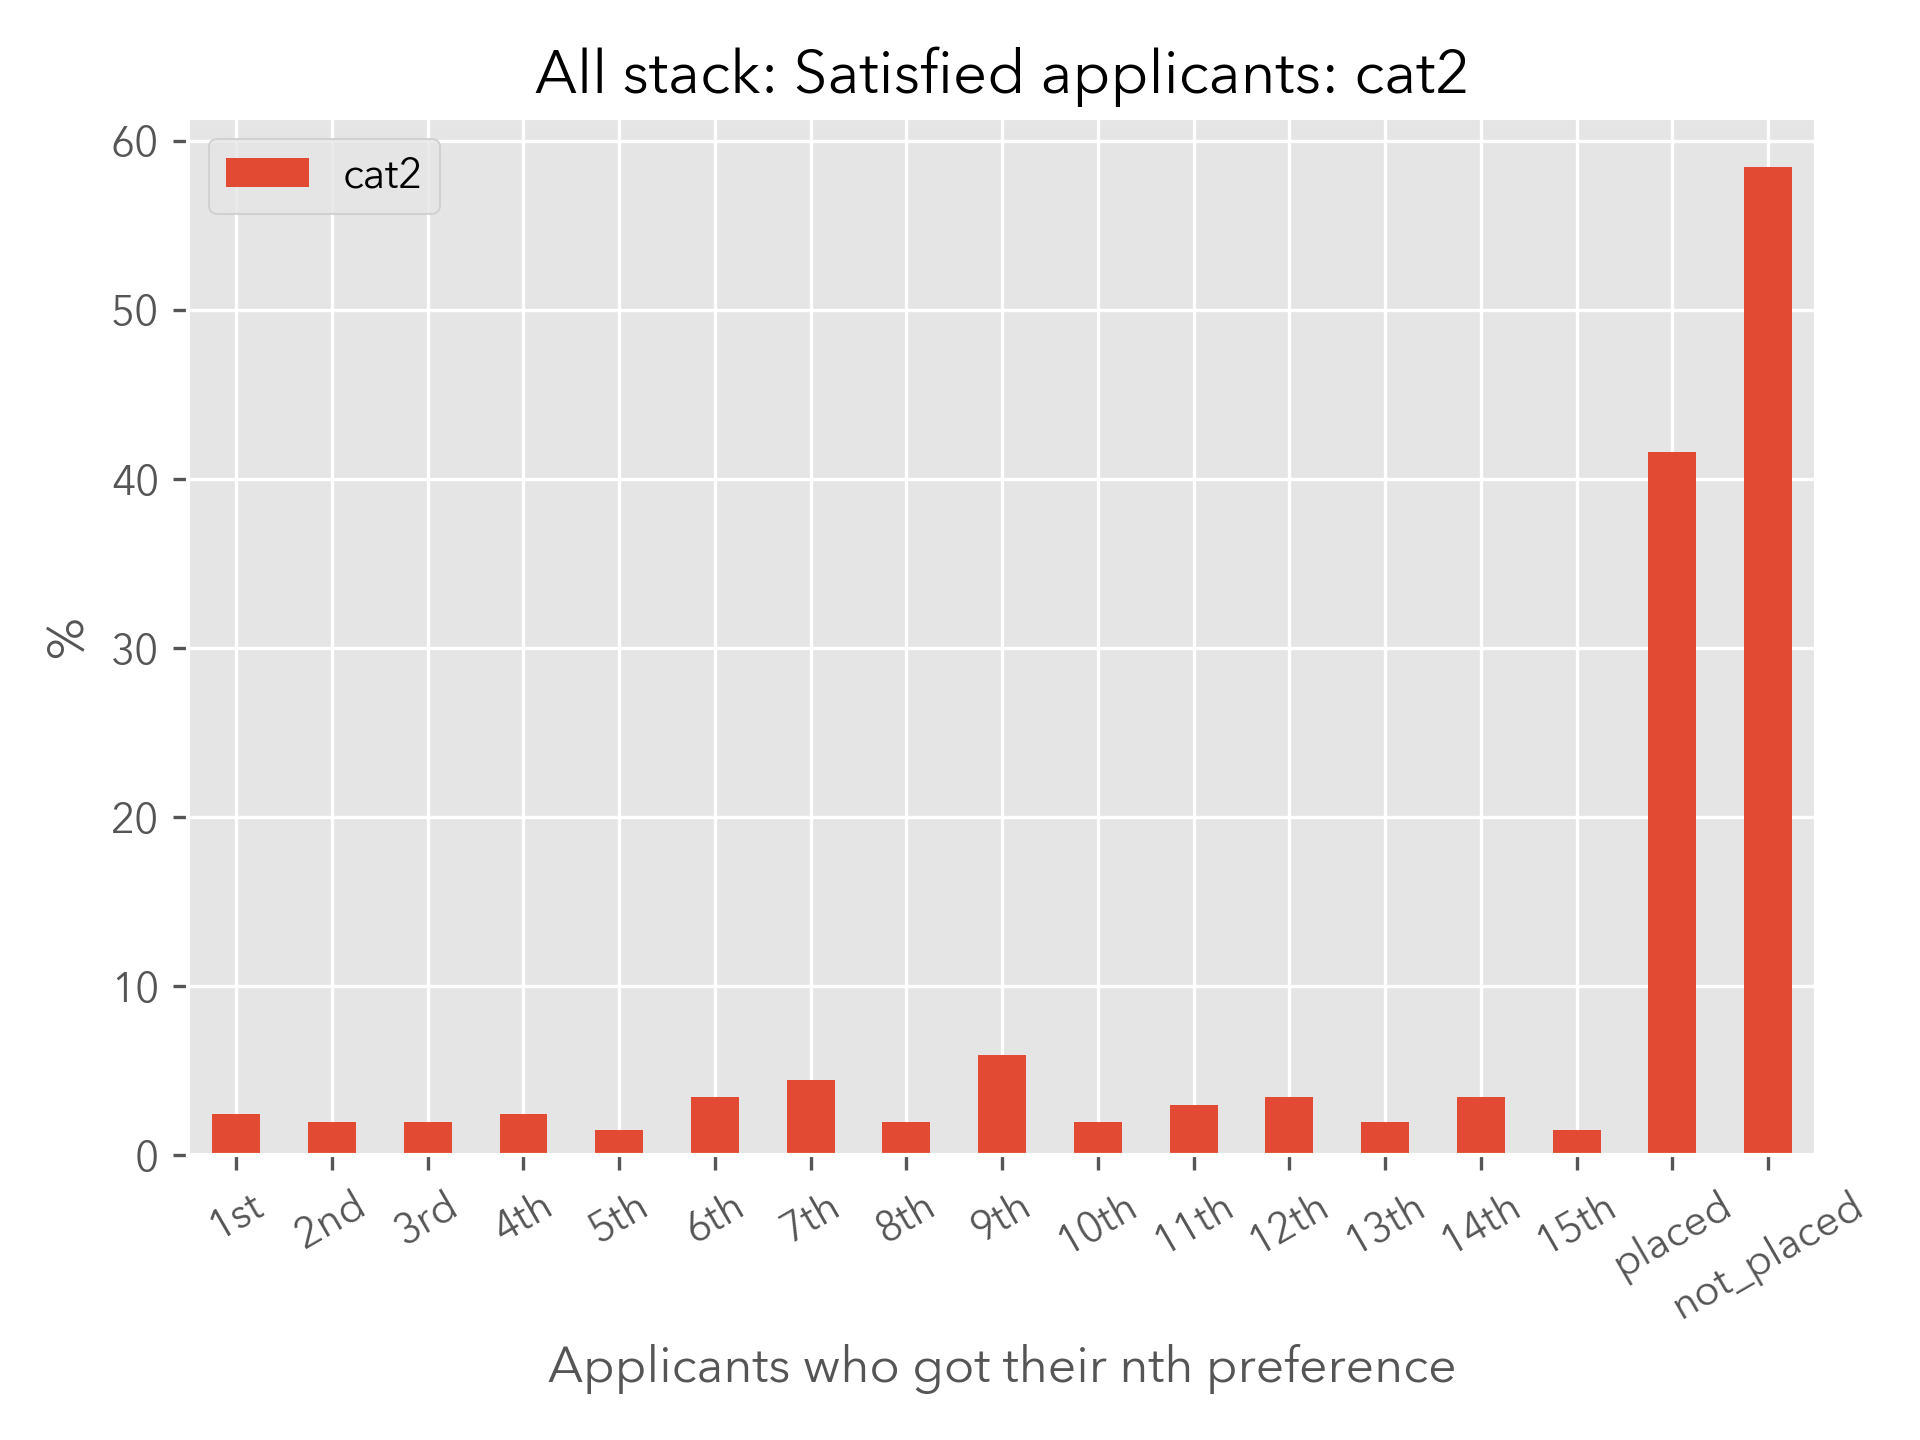 All stack: Satisfied applicants: cat2
cat2
60
50
40
30
20
10
0
%
1st
2nd
3rd
4th
5th
6th
7th
8th
9th
10th
11th
12th
13th
14th
15th
placed
not_placed
Applicants who got their nth preference